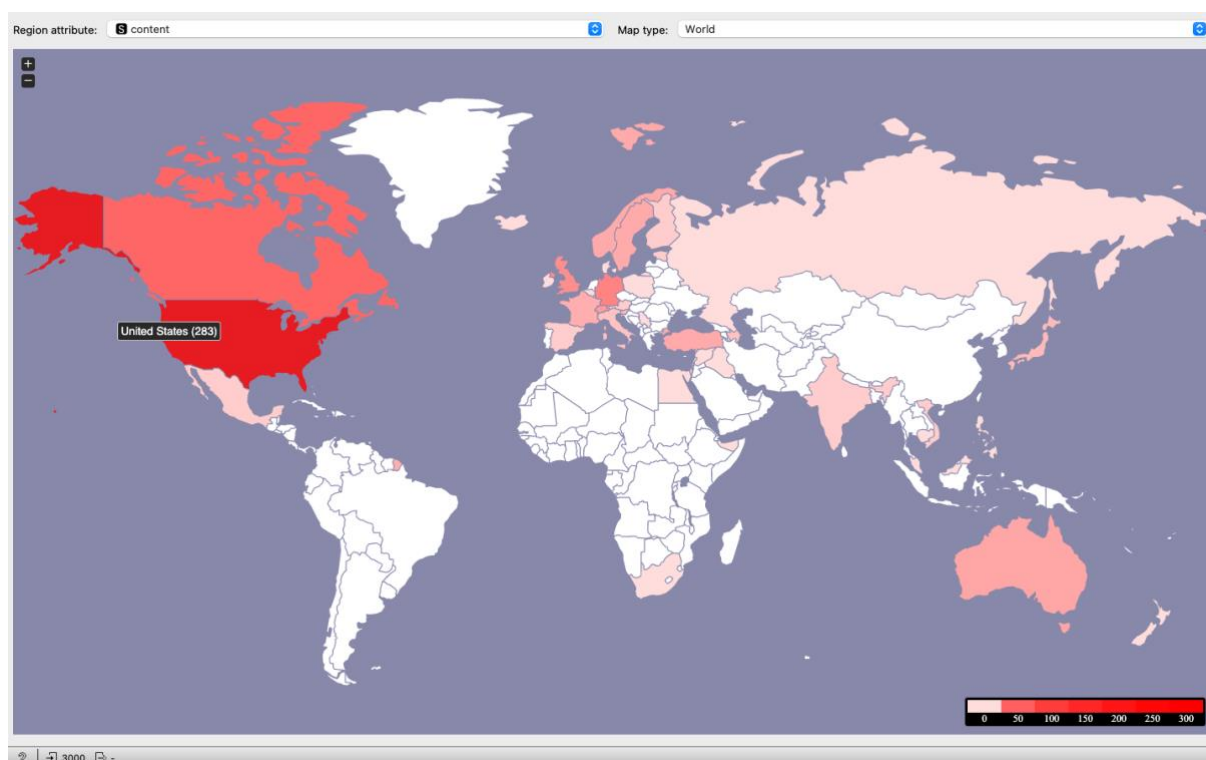 Region attribute: S content Map type: World
+
−
United States (283)
0 50 100 150 200 250 300
? 3000 -